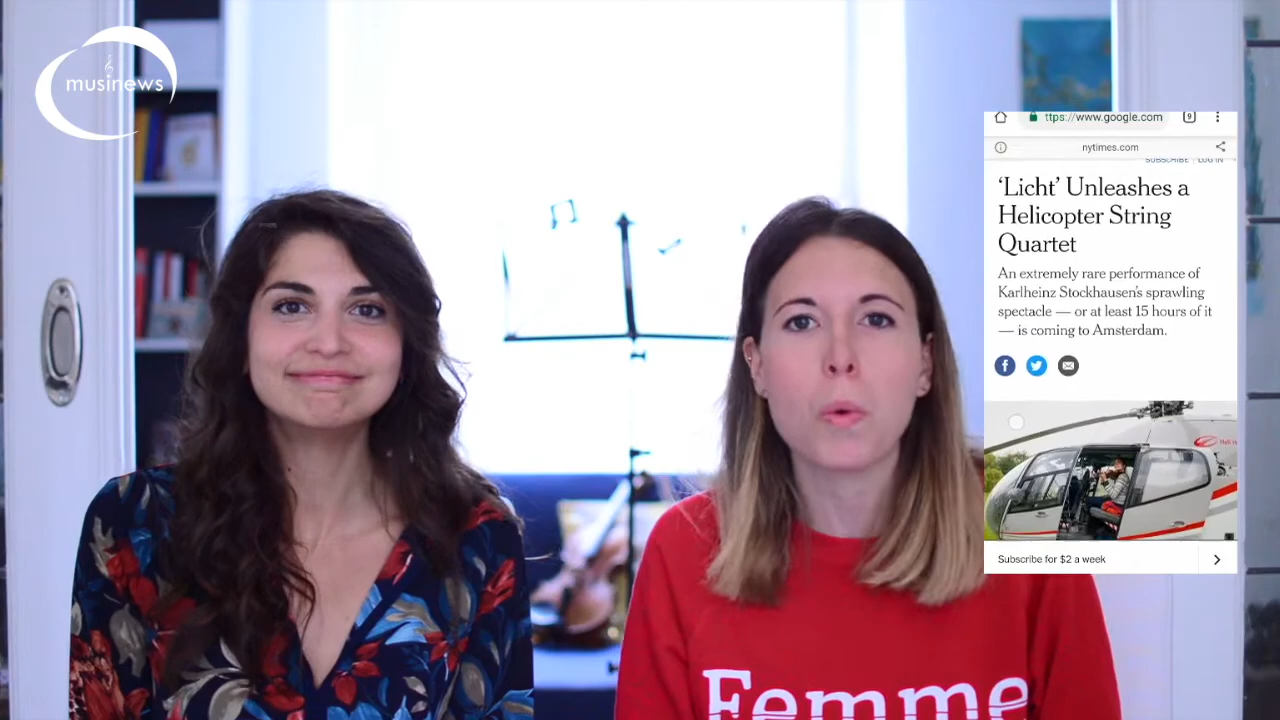 musinews
ttps://www.google.com
9
nytimes.com
SUBSCRIBE
LOG IN
‘Licht’ Unleashes a
Helicopter String
Quartet
An extremely rare performance of
Karlheinz Stockhausen’s sprawling
spectacle — or at least 15 hours of it
— is coming to Amsterdam.
Subscribe for $2 a week
Femme